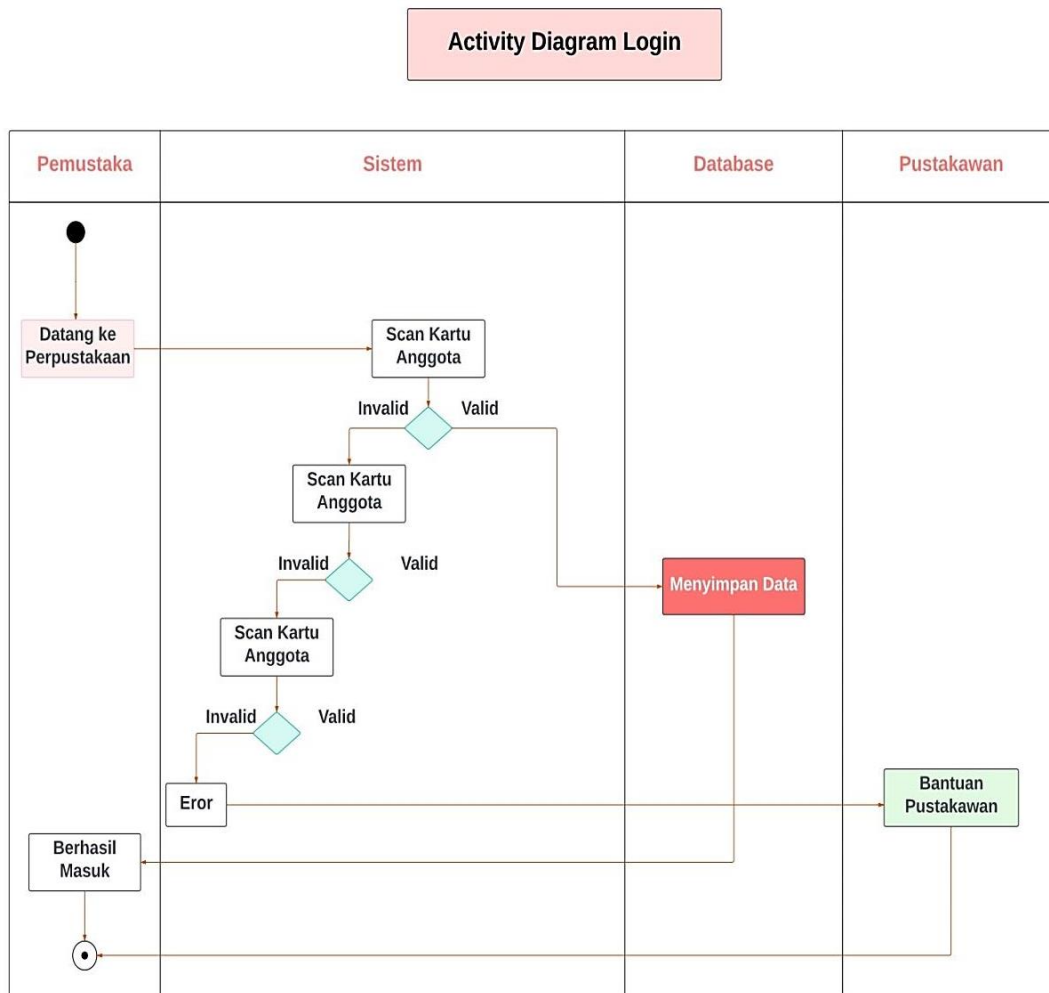 Activity Diagram Login
Pemustaka
Sistem
Database
Pustakawan
Datang ke
Perpustakaan
Scan Kartu
Anggota
Invalid
Valid
Scan Kartu
Anggota
Invalid
Valid
Menyimpan Data
Scan Kartu
Anggota
Invalid
Valid
Eror
Bantuan
Pustakawan
Berhasil
Masuk